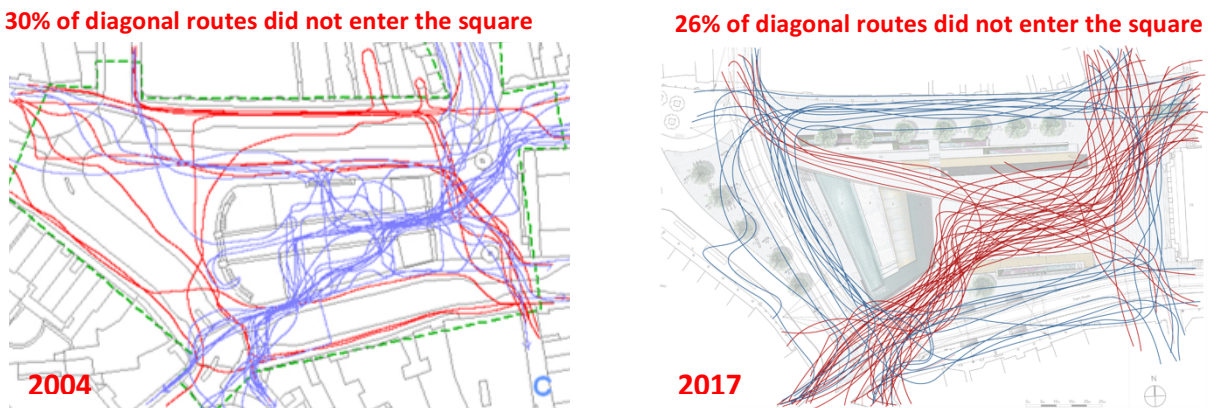 30% of diagonal routes did not enter the square
26% of diagonal routes did not enter the square
2004
C
2017
N